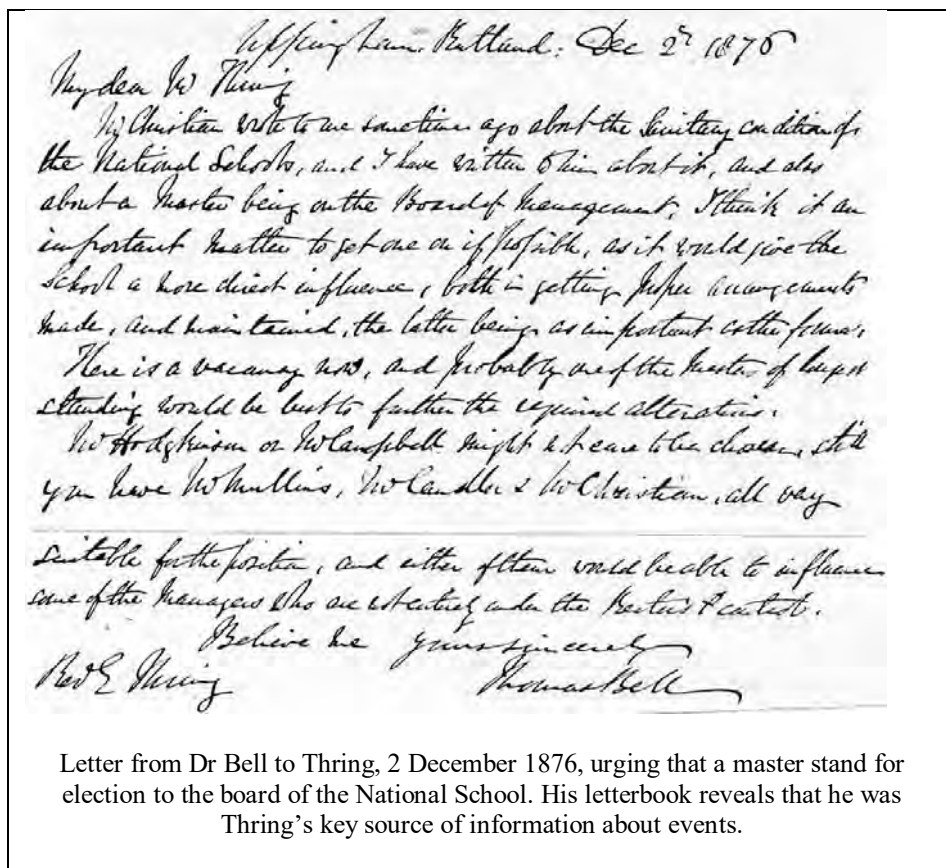 Uppingham. Rutland: Dec 2nd 1876
My dear Mr Thring
Mr Christian wrote to me sometime ago about the Sanitary condition of
the National Schools, and I have written to him about it, and also
about a Master being on the Board of Management. I think it an
important matter to get one on if possible, as it would give the
School a more direct influence, both in getting proper arrangements
made, and maintained, the latter being as important as the former.
There is a vacancy now, and probably one of the Masters of longest
standing would be best to further the required alterations.
Mr Hodgkinson or Mr Campbell might not care to be chosen, still
you have Mr Mullins, Mr Candler & Mr Christian, all very
suitable for the position, and either of them would be able to influence
some of the Managers who are not entirely under the Rector's control.
Believe me yours sincerely
Rev E Thring Thomas Bell
Letter from Dr Bell to Thring, 2 December 1876, urging that a master stand for
election to the board of the National School. His letterbook reveals that he was
Thring's key source of information about events.